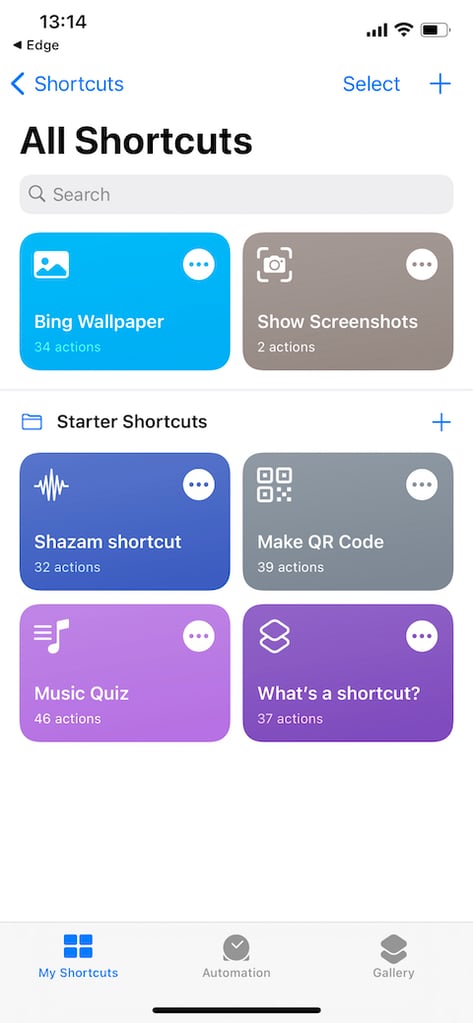 13:14
◀ Edge
Shortcuts
Select
All Shortcuts
Search
Bing Wallpaper
34 actions
Show Screenshots
2 actions
Starter Shortcuts
Shazam shortcut
32 actions
Make QR Code
39 actions
Music Quiz
46 actions
What's a shortcut?
37 actions
My Shortcuts
Automation
Gallery